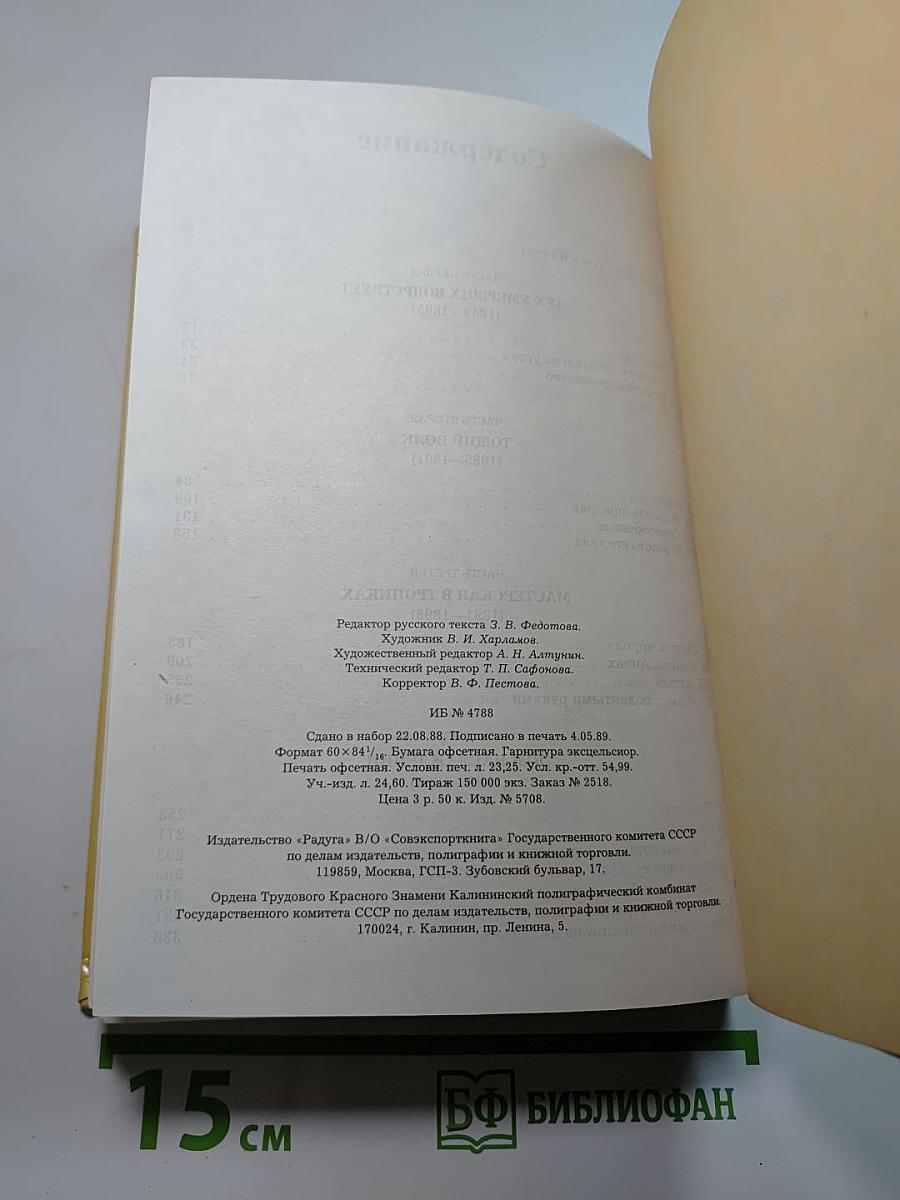 Редактор русского текста З. В. Федотова.
Художник В. И. Харламов.
Художественный редактор А. Н. Алтунин.
Технический редактор Т. П. Сафонова.
Корректор В. Ф. Пестова.
ИБ № 4788
Сдано в набор 22.08.88. Подписано в печать 4.05.89.
Формат 60×84 1/16. Бумага офсетная. Гарнитура эксцельсиор.
Печать офсетная. Условн. печ. л. 23,25. Усл. кр.-отт. 54,99.
Уч.-изд. л. 24,60. Тираж 150 000 экз. Заказ № 2518.
Цена 3 р. 50 к. Изд. № 5708.
Издательство «Радуга» В/О «Совэкспорткнига» Государственного комитета СССР
по делам издательств, полиграфии и книжной торговли.
119859, Москва, ГСП-3. Зубовский бульвар, 17.
Ордена Трудового Красного Знамени Калининский полиграфический комбинат
Государственного комитета СССР по делам издательств, полиграфии и книжной торговли.
170024, г. Калинин, пр. Ленина, 5.
15 см
БФ БИБЛИОФАН